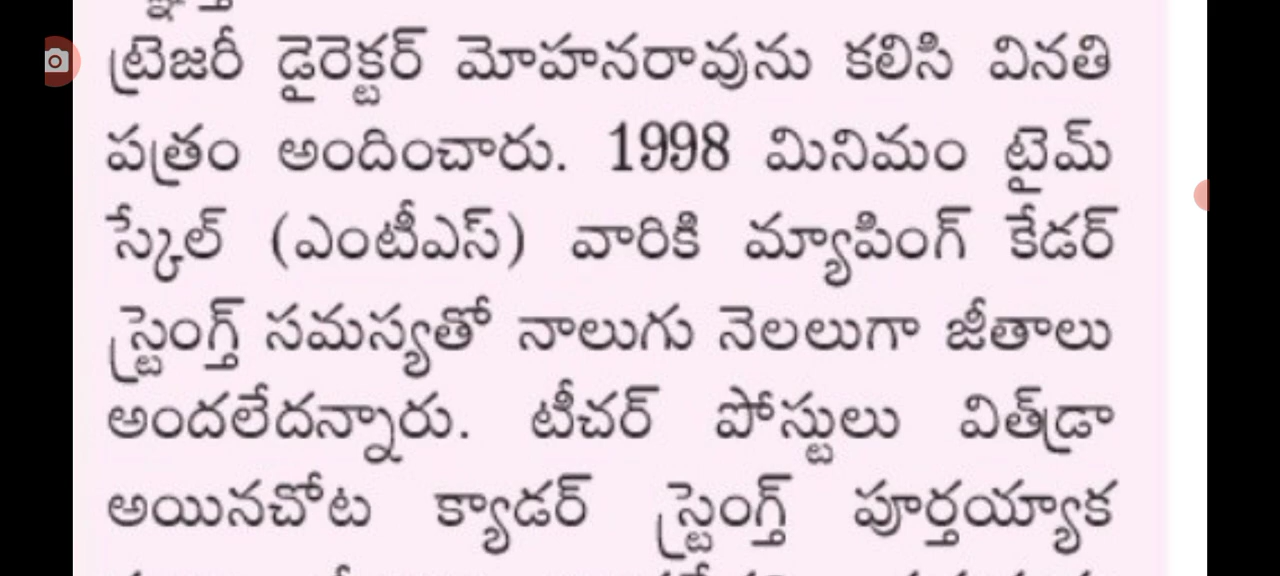 ట్రెజరీ డైరెక్టర్ మోహనరావును కలిసి వినతి
పత్రం అందించారు. 1998 మినిమం టైమ్
స్కేల్ (ఎంటీఎస్) వారికి మ్యాపింగ్ కేడర్
స్ట్రెంగ్త్ సమస్యతో నాలుగు నెలలుగా జీతాలు
అందలేదన్నారు. టీచర్ పోస్టులు విత్‌డ్రా
అయినచోట క్యాడర్ స్ట్రెంగ్త్ పూర్తయ్యాక